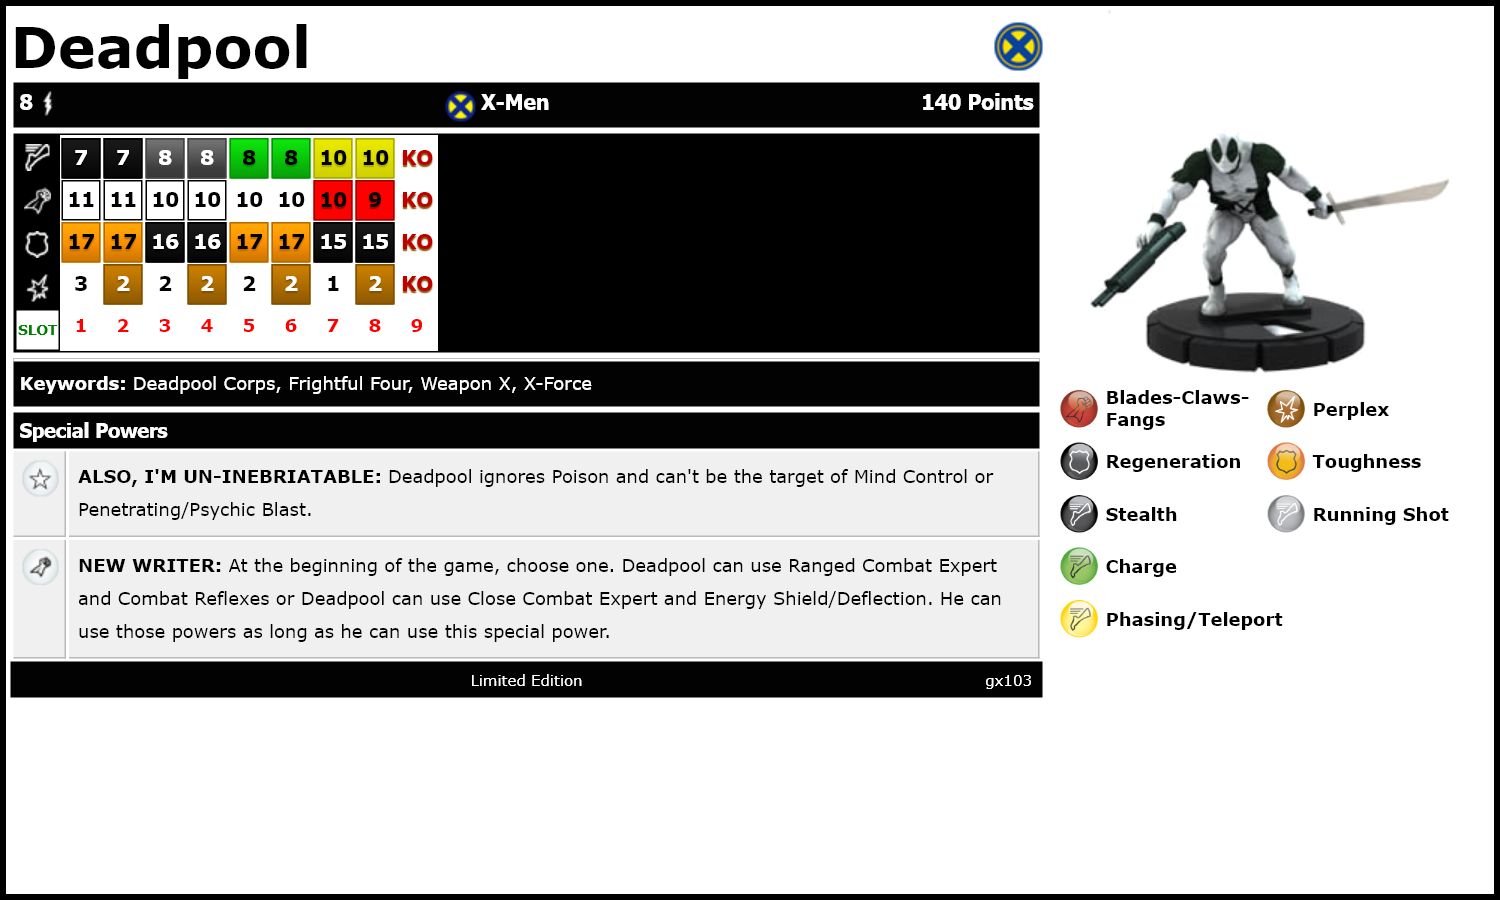 Deadpool
8 X-Men 140 Points
7 7 8 8 8 8 10 10 KO
11 11 10 10 10 10 10 9 KO
17 17 16 16 17 17 15 15 KO
3 2 2 2 2 2 1 2 KO
SLOT 1 2 3 4 5 6 7 8 9
Keywords: Deadpool Corps, Frightful Four, Weapon X, X-Force
Special Powers
ALSO, I'M UN-INEBRIATABLE: Deadpool ignores Poison and can't be the target of Mind Control or
Penetrating/Psychic Blast.
NEW WRITER: At the beginning of the game, choose one. Deadpool can use Ranged Combat Expert
and Combat Reflexes or Deadpool can use Close Combat Expert and Energy Shield/Deflection. He can
use those powers as long as he can use this special power.
Limited Edition gx103
Blades-Claws-
Fangs
Perplex
Regeneration Toughness
Stealth Running Shot
Charge
Phasing/Teleport